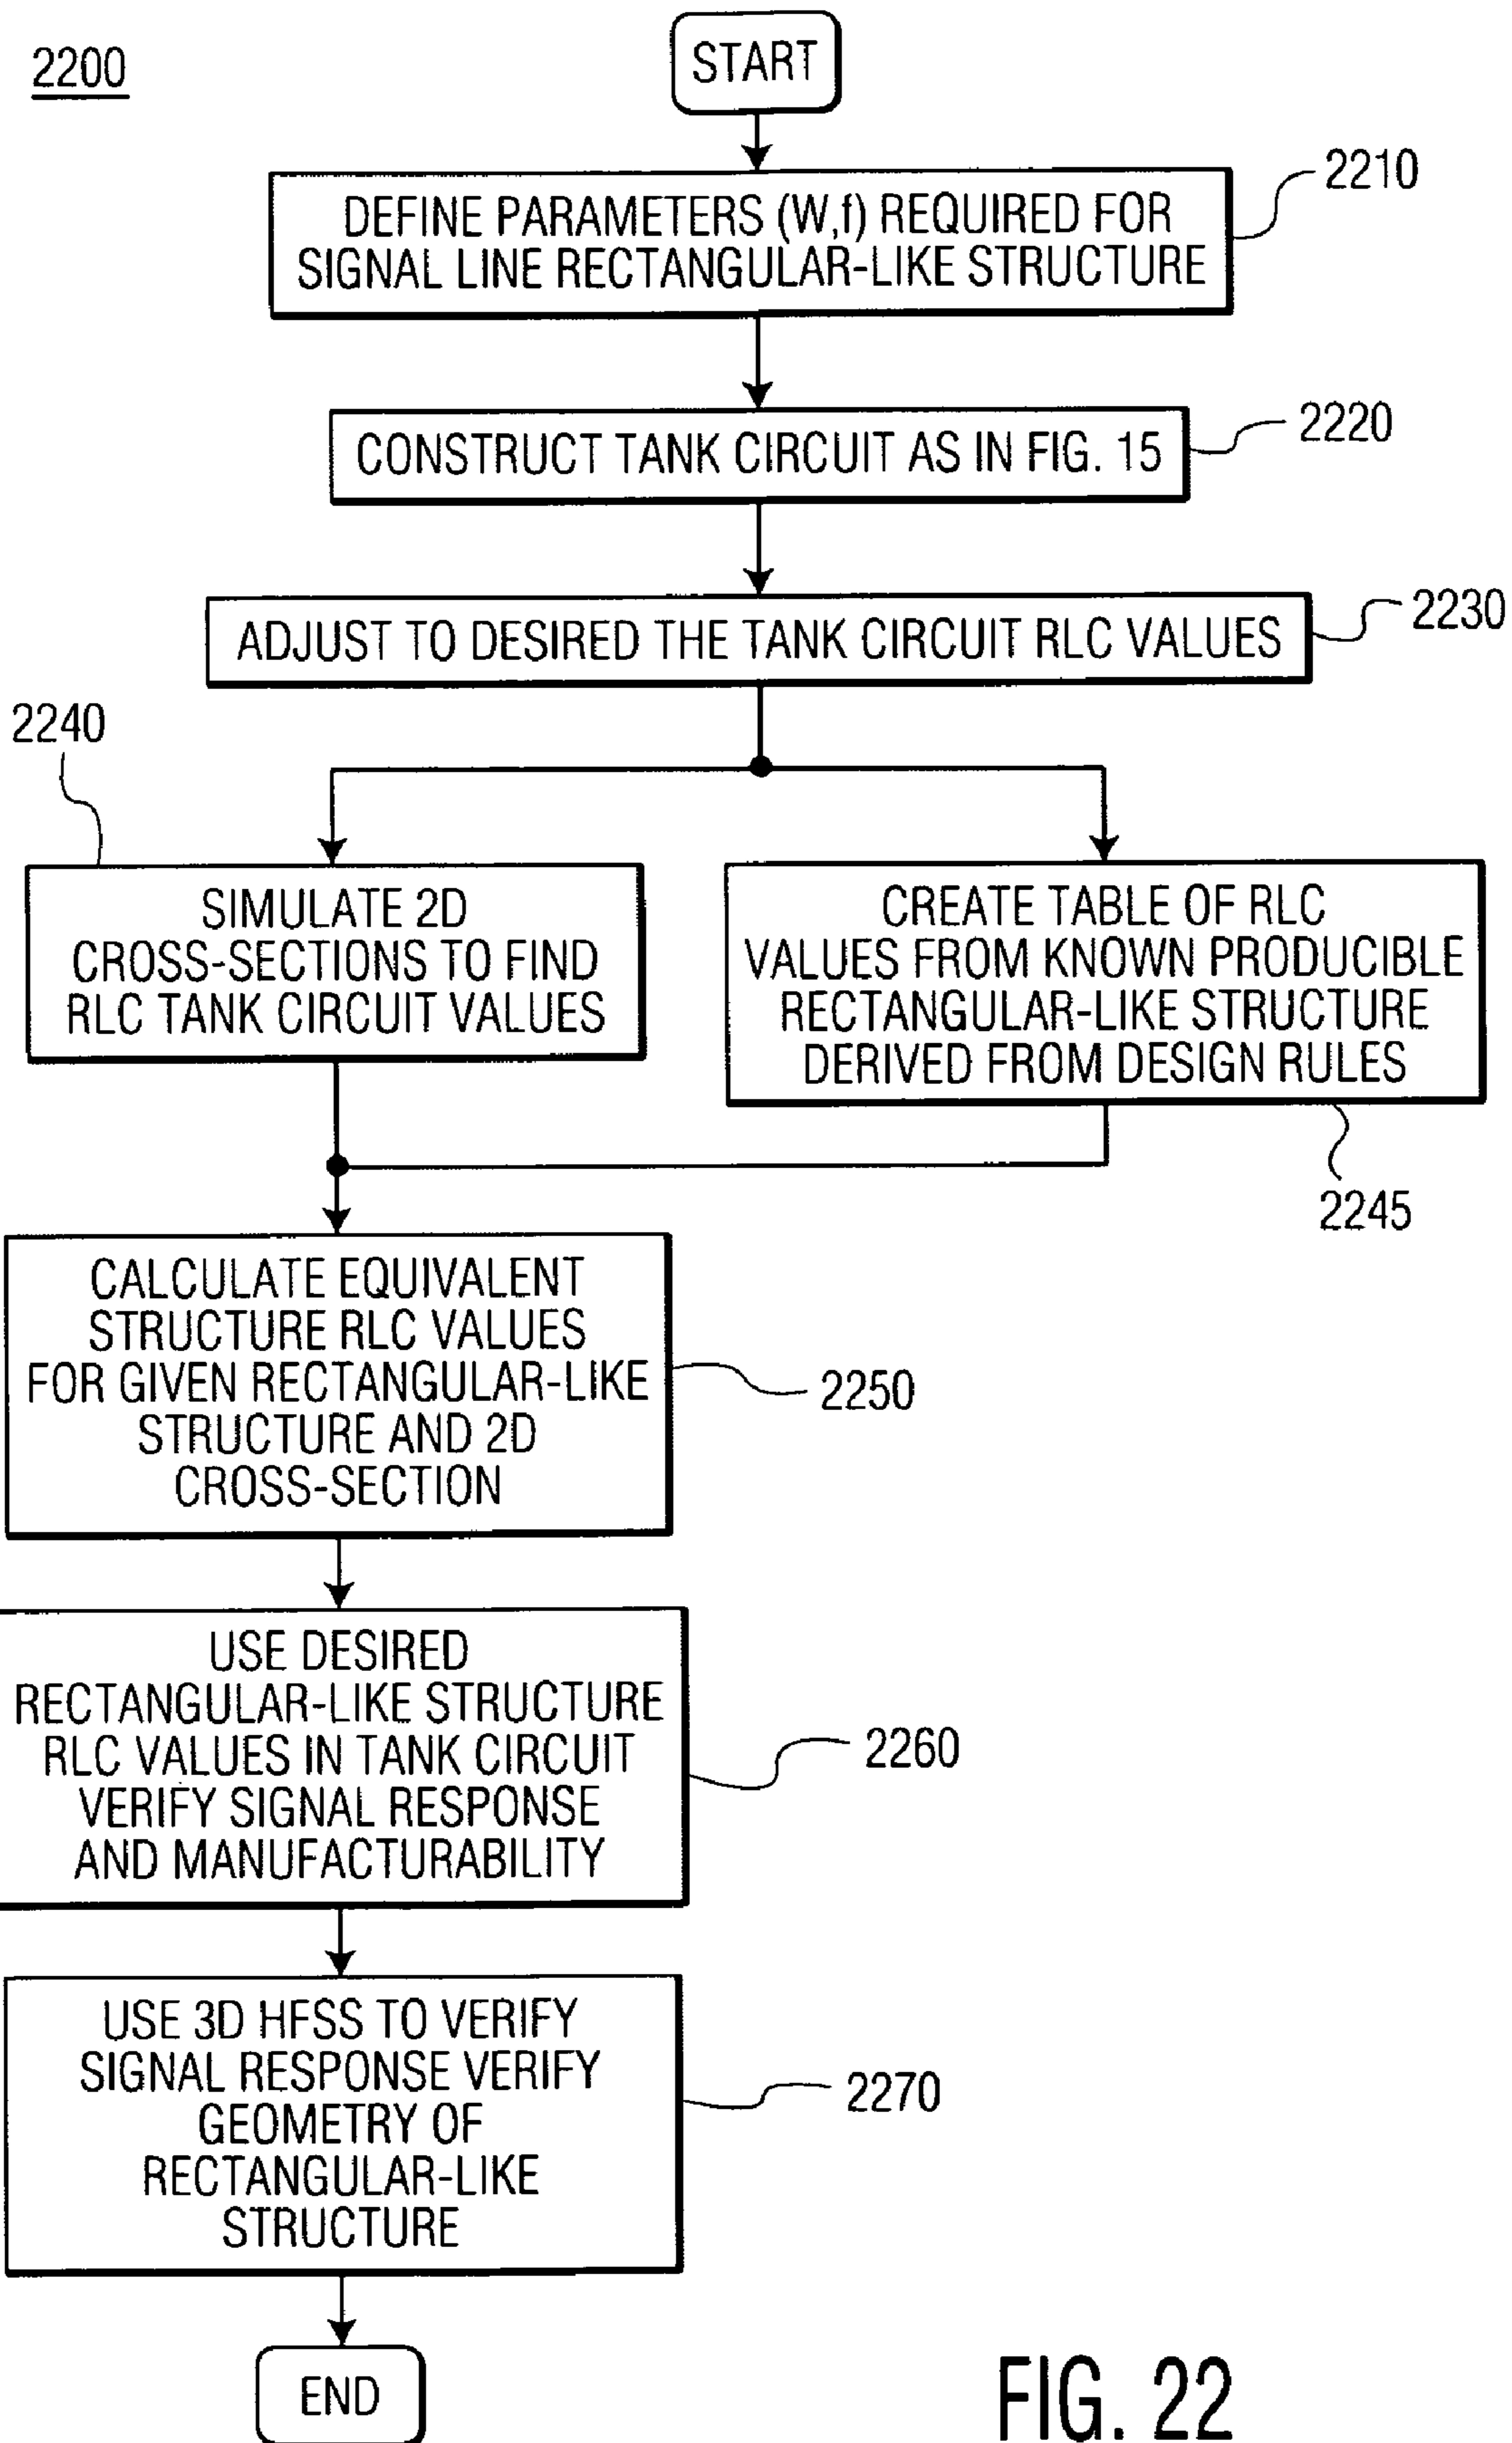 2200
START
DEFINE PARAMETERS (W,f) REQUIRED FOR
SIGNAL LINE RECTANGULAR-LIKE STRUCTURE
2210
CONSTRUCT TANK CIRCUIT AS IN FIG. 15
2220
ADJUST TO DESIRED THE TANK CIRCUIT RLC VALUES
2230
2240
SIMULATE 2D
CROSS-SECTIONS TO FIND
RLC TANK CIRCUIT VALUES
CREATE TABLE OF RLC
VALUES FROM KNOWN PRODUCIBLE
RECTANGULAR-LIKE STRUCTURE
DERIVED FROM DESIGN RULES
2245
CALCULATE EQUIVALENT
STRUCTURE RLC VALUES
FOR GIVEN RECTANGULAR-LIKE
STRUCTURE AND 2D
CROSS-SECTION
2250
USE DESIRED
RECTANGULAR-LIKE STRUCTURE
RLC VALUES IN TANK CIRCUIT
VERIFY SIGNAL RESPONSE
AND MANUFACTURABILITY
2260
USE 3D HFSS TO VERIFY
SIGNAL RESPONSE VERIFY
GEOMETRY OF
RECTANGULAR-LIKE
STRUCTURE
2270
END
FIG. 22